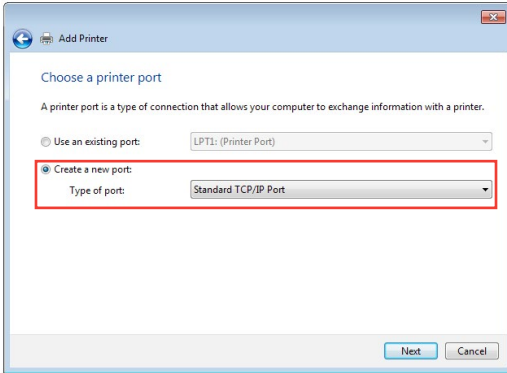 Add Printer
Choose a printer port
A printer port is a type of connection that allows your computer to exchange information with a printer.
Use an existing port: LPT1: (Printer Port)
Create a new port:
Type of port: Standard TCP/IP Port
Next Cancel